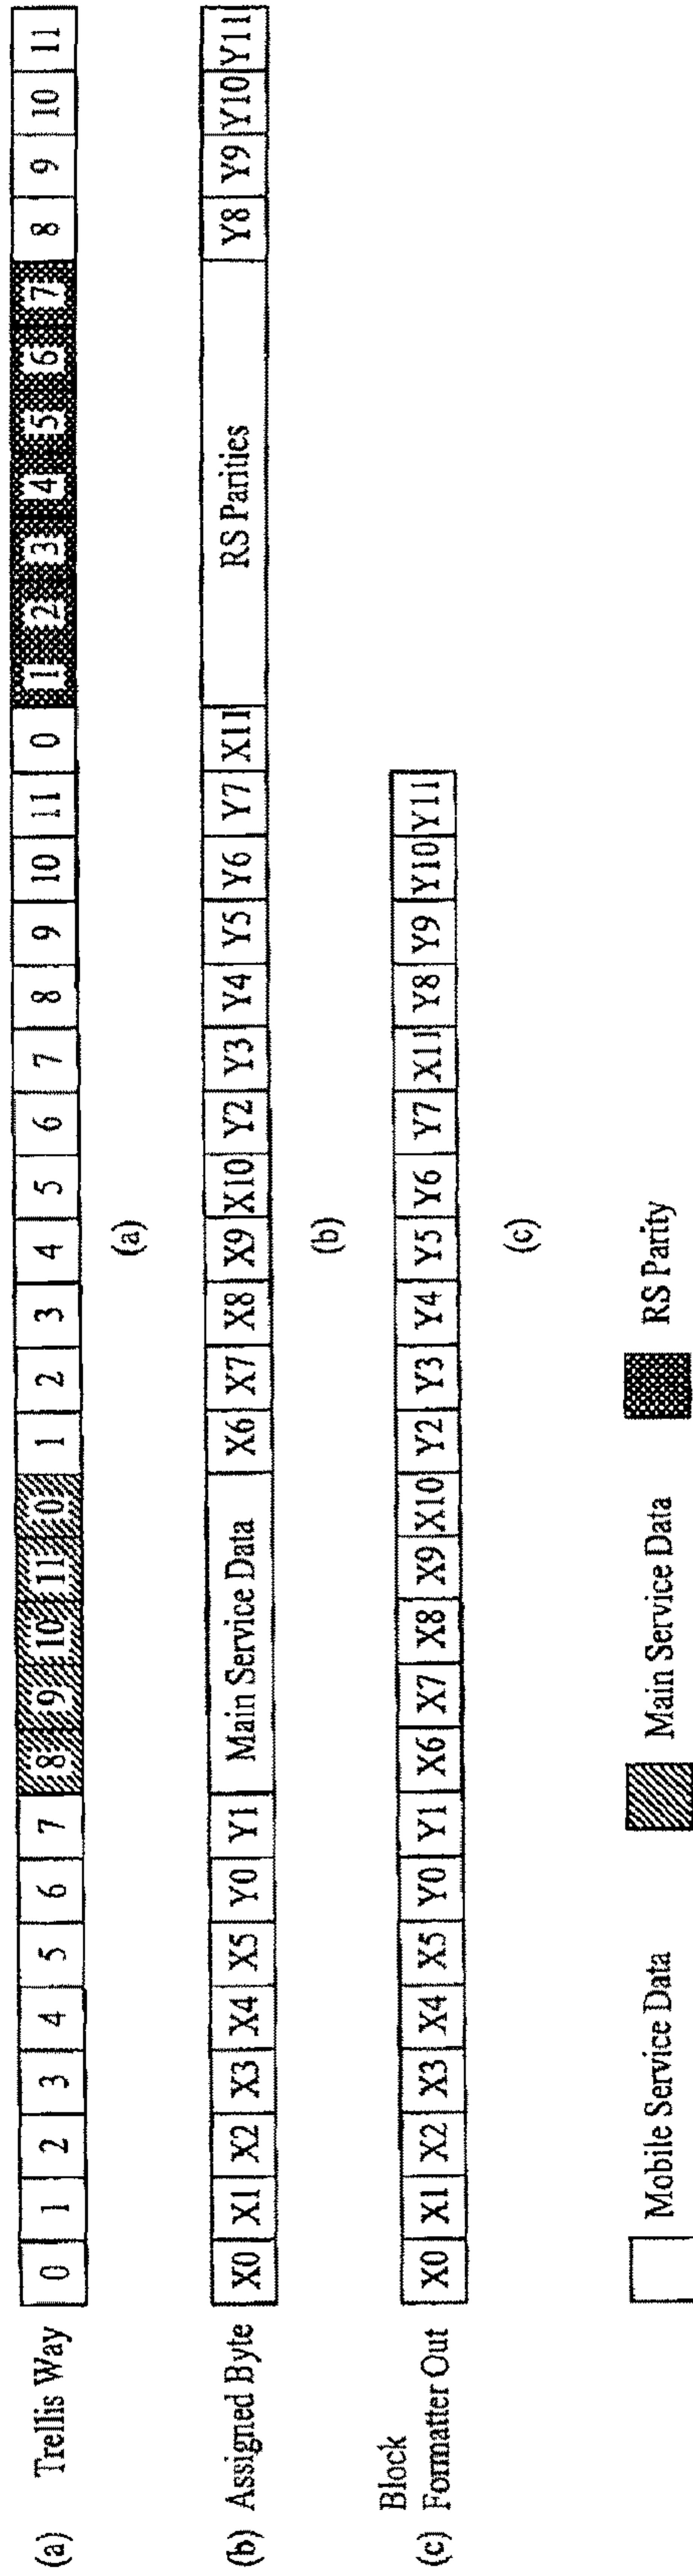 (a) Trellis Way 0 1 2 3 4 5 6 7 8 9 10 11 0 1 2 3 4 5 6 7 8 9 10 11 0 1 2 3 4 5 6 7 8 9 10 11
(a)
(b) Assigned Byte X0 X1 X2 X3 X4 X5 Y0 Y1 Main Service Data X6 X7 X8 X9 X10 Y2 Y3 Y4 Y5 Y6 Y7 X11 RS Parities Y8 Y9 Y10 Y11
(b)
Block
(c) Formatter Out X0 X1 X2 X3 X4 X5 Y0 Y1 X6 X7 X8 X9 X10 Y2 Y3 Y4 Y5 Y6 Y7 X11 Y8 Y9 Y10 Y11
(c)
Mobile Service Data Main Service Data RS Parity